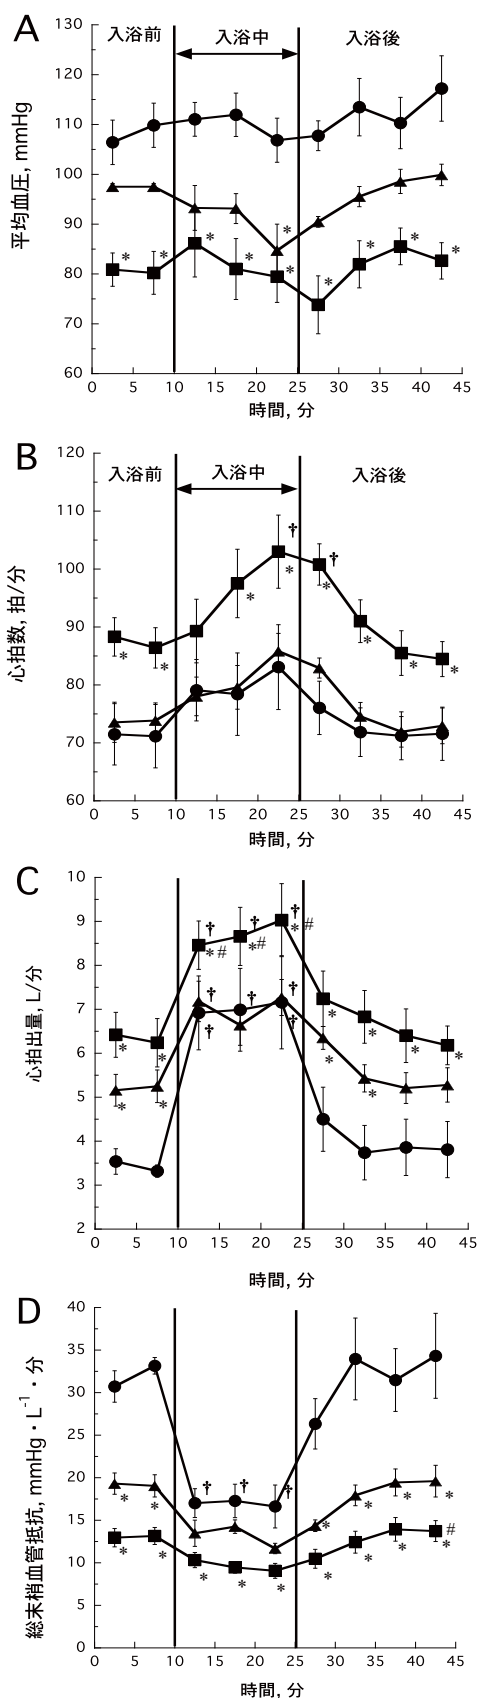 A
入浴前 入浴中 入浴後
平均血圧, mmHg
130
120
110
100
90
80
70
60
* * * * * * * * * *
0 5 10 15 20 25 30 35 40 45
時間, 分
B
入浴前 入浴中 入浴後
心拍数, 拍/分
120
110
100
90
80
70
60
† †
* * * * * * * *
0 5 10 15 20 25 30 35 40 45
時間, 分
C
心拍出量, L/分
10
9
8
7
6
5
4
3
2
† † †
*# *# *#
† † †
† †
* * * * * *
* * * *
0 5 10 15 20 25 30 35 40 45
時間, 分
D
総末梢血管抵抗, mmHg・L⁻¹・分
40
35
30
25
20
15
10
5
0
† † †
* * * * * *
#
* * * * * * * * *
0 5 10 15 20 25 30 35 40 45
時間, 分